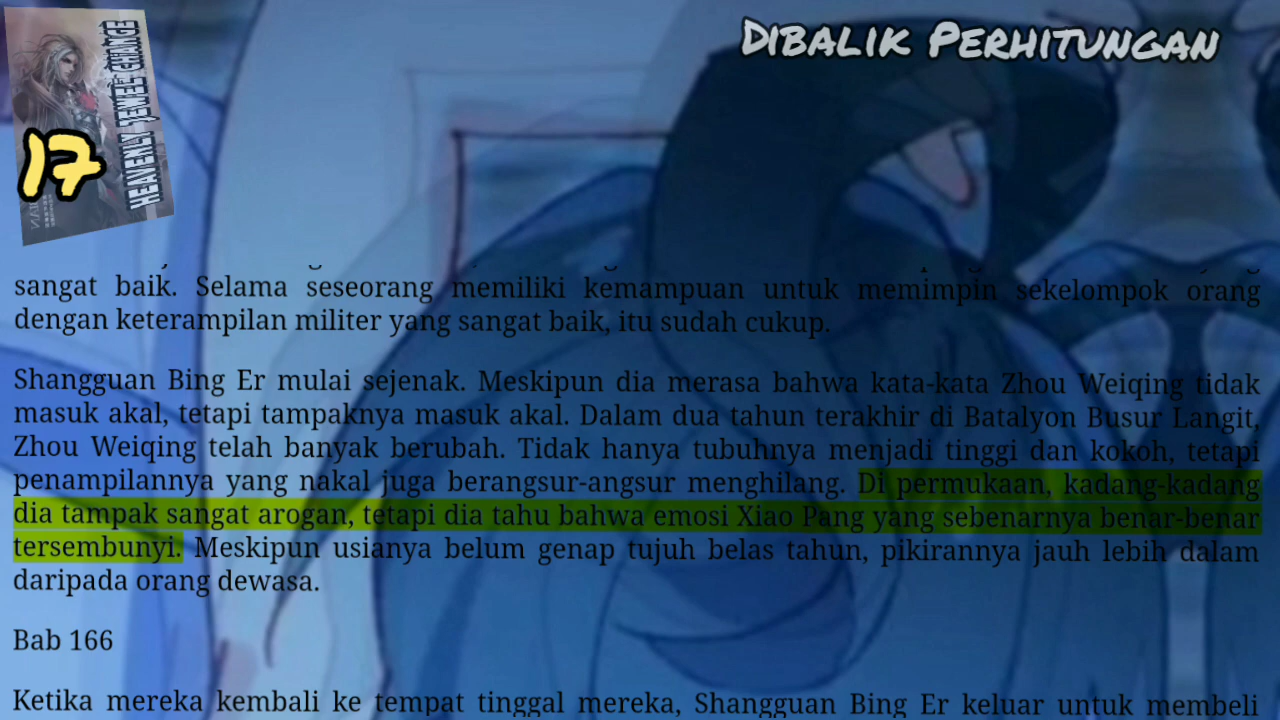 DIBALIK PERHITUNGAN
HEAVENLY JEWEL CHANGE
17
sangat baik. Selama seseorang memiliki kemampuan untuk memimpin sekelompok orang
dengan keterampilan militer yang sangat baik, itu sudah cukup.
Shangguan Bing Er mulai sejenak. Meskipun dia merasa bahwa kata-kata Zhou Weiqing tidak
masuk akal, tetapi tampaknya masuk akal. Dalam dua tahun terakhir di Batalyon Busur Langit,
Zhou Weiqing telah banyak berubah. Tidak hanya tubuhnya menjadi tinggi dan kokoh, tetapi
penampilannya yang nakal juga berangsur-angsur menghilang. Di permukaan, kadang-kadang
dia tampak sangat arogan, tetapi dia tahu bahwa emosi Xiao Pang yang sebenarnya benar-benar
tersembunyi. Meskipun usianya belum genap tujuh belas tahun, pikirannya jauh lebih dalam
daripada orang dewasa.
Bab 166
Ketika mereka kembali ke tempat tinggal mereka, Shangguan Bing Er keluar untuk membeli